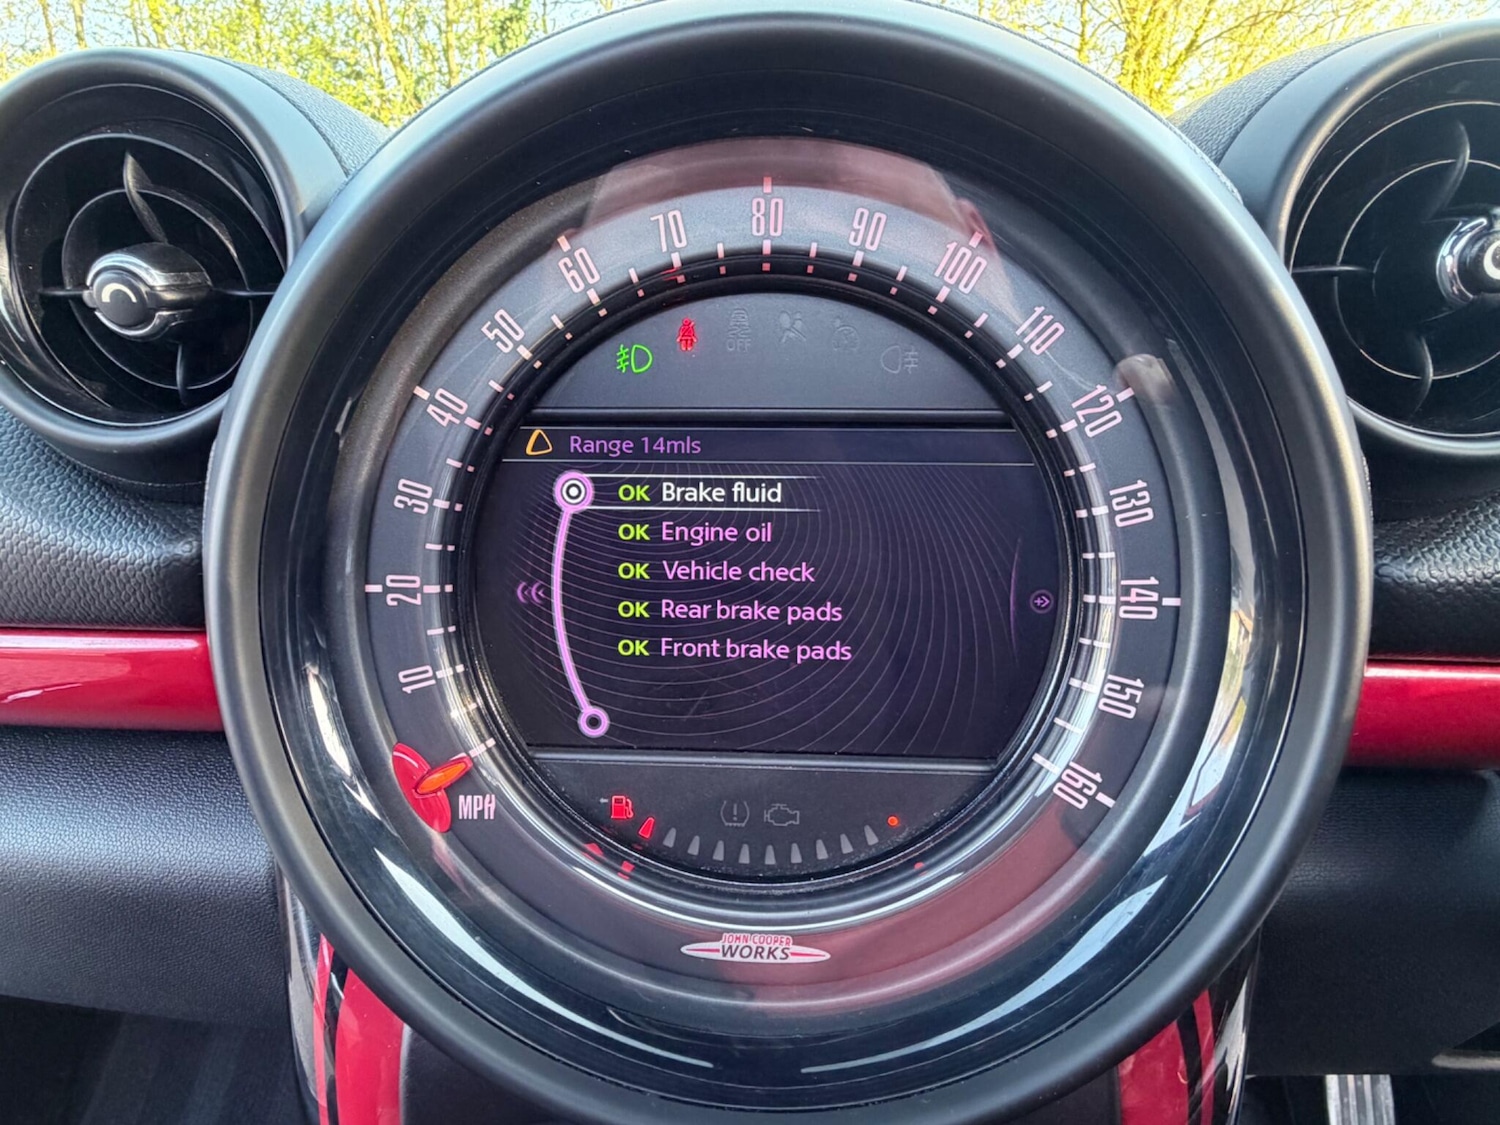 10
20
30
40
50
60
70
80
90
100
110
120
130
140
150
160
MPH
OFF
Range 14mls
OK Brake fluid
OK Engine oil
OK Vehicle check
OK Rear brake pads
OK Front brake pads
JOHN COOPER
WORKS